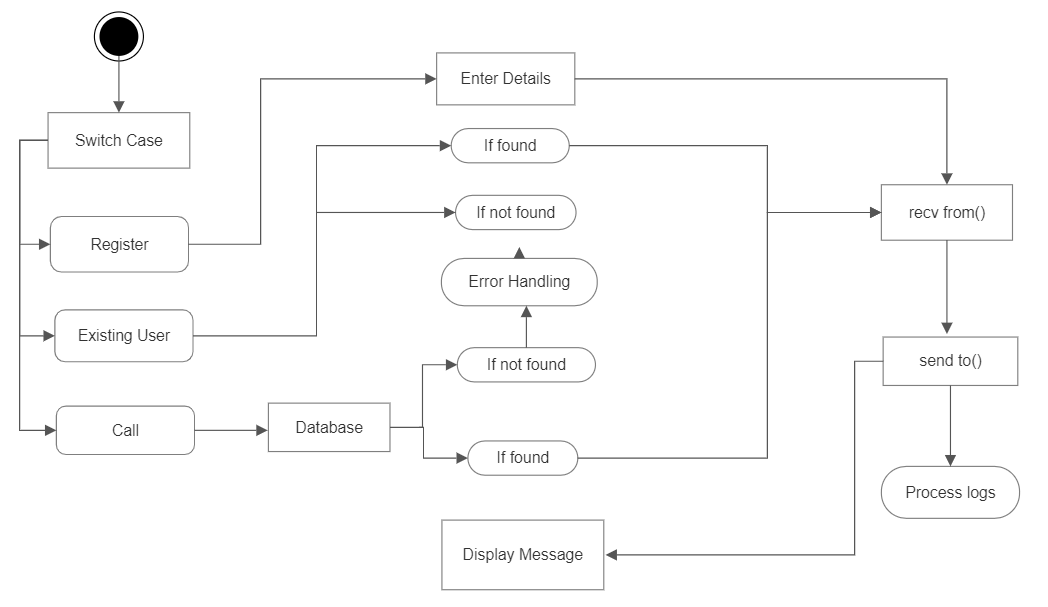 Enter Details
Switch Case
If found
If not found
recv from()
Register
Error Handling
Existing User
If not found
send to()
Call
Database
If found
Process logs
Display Message